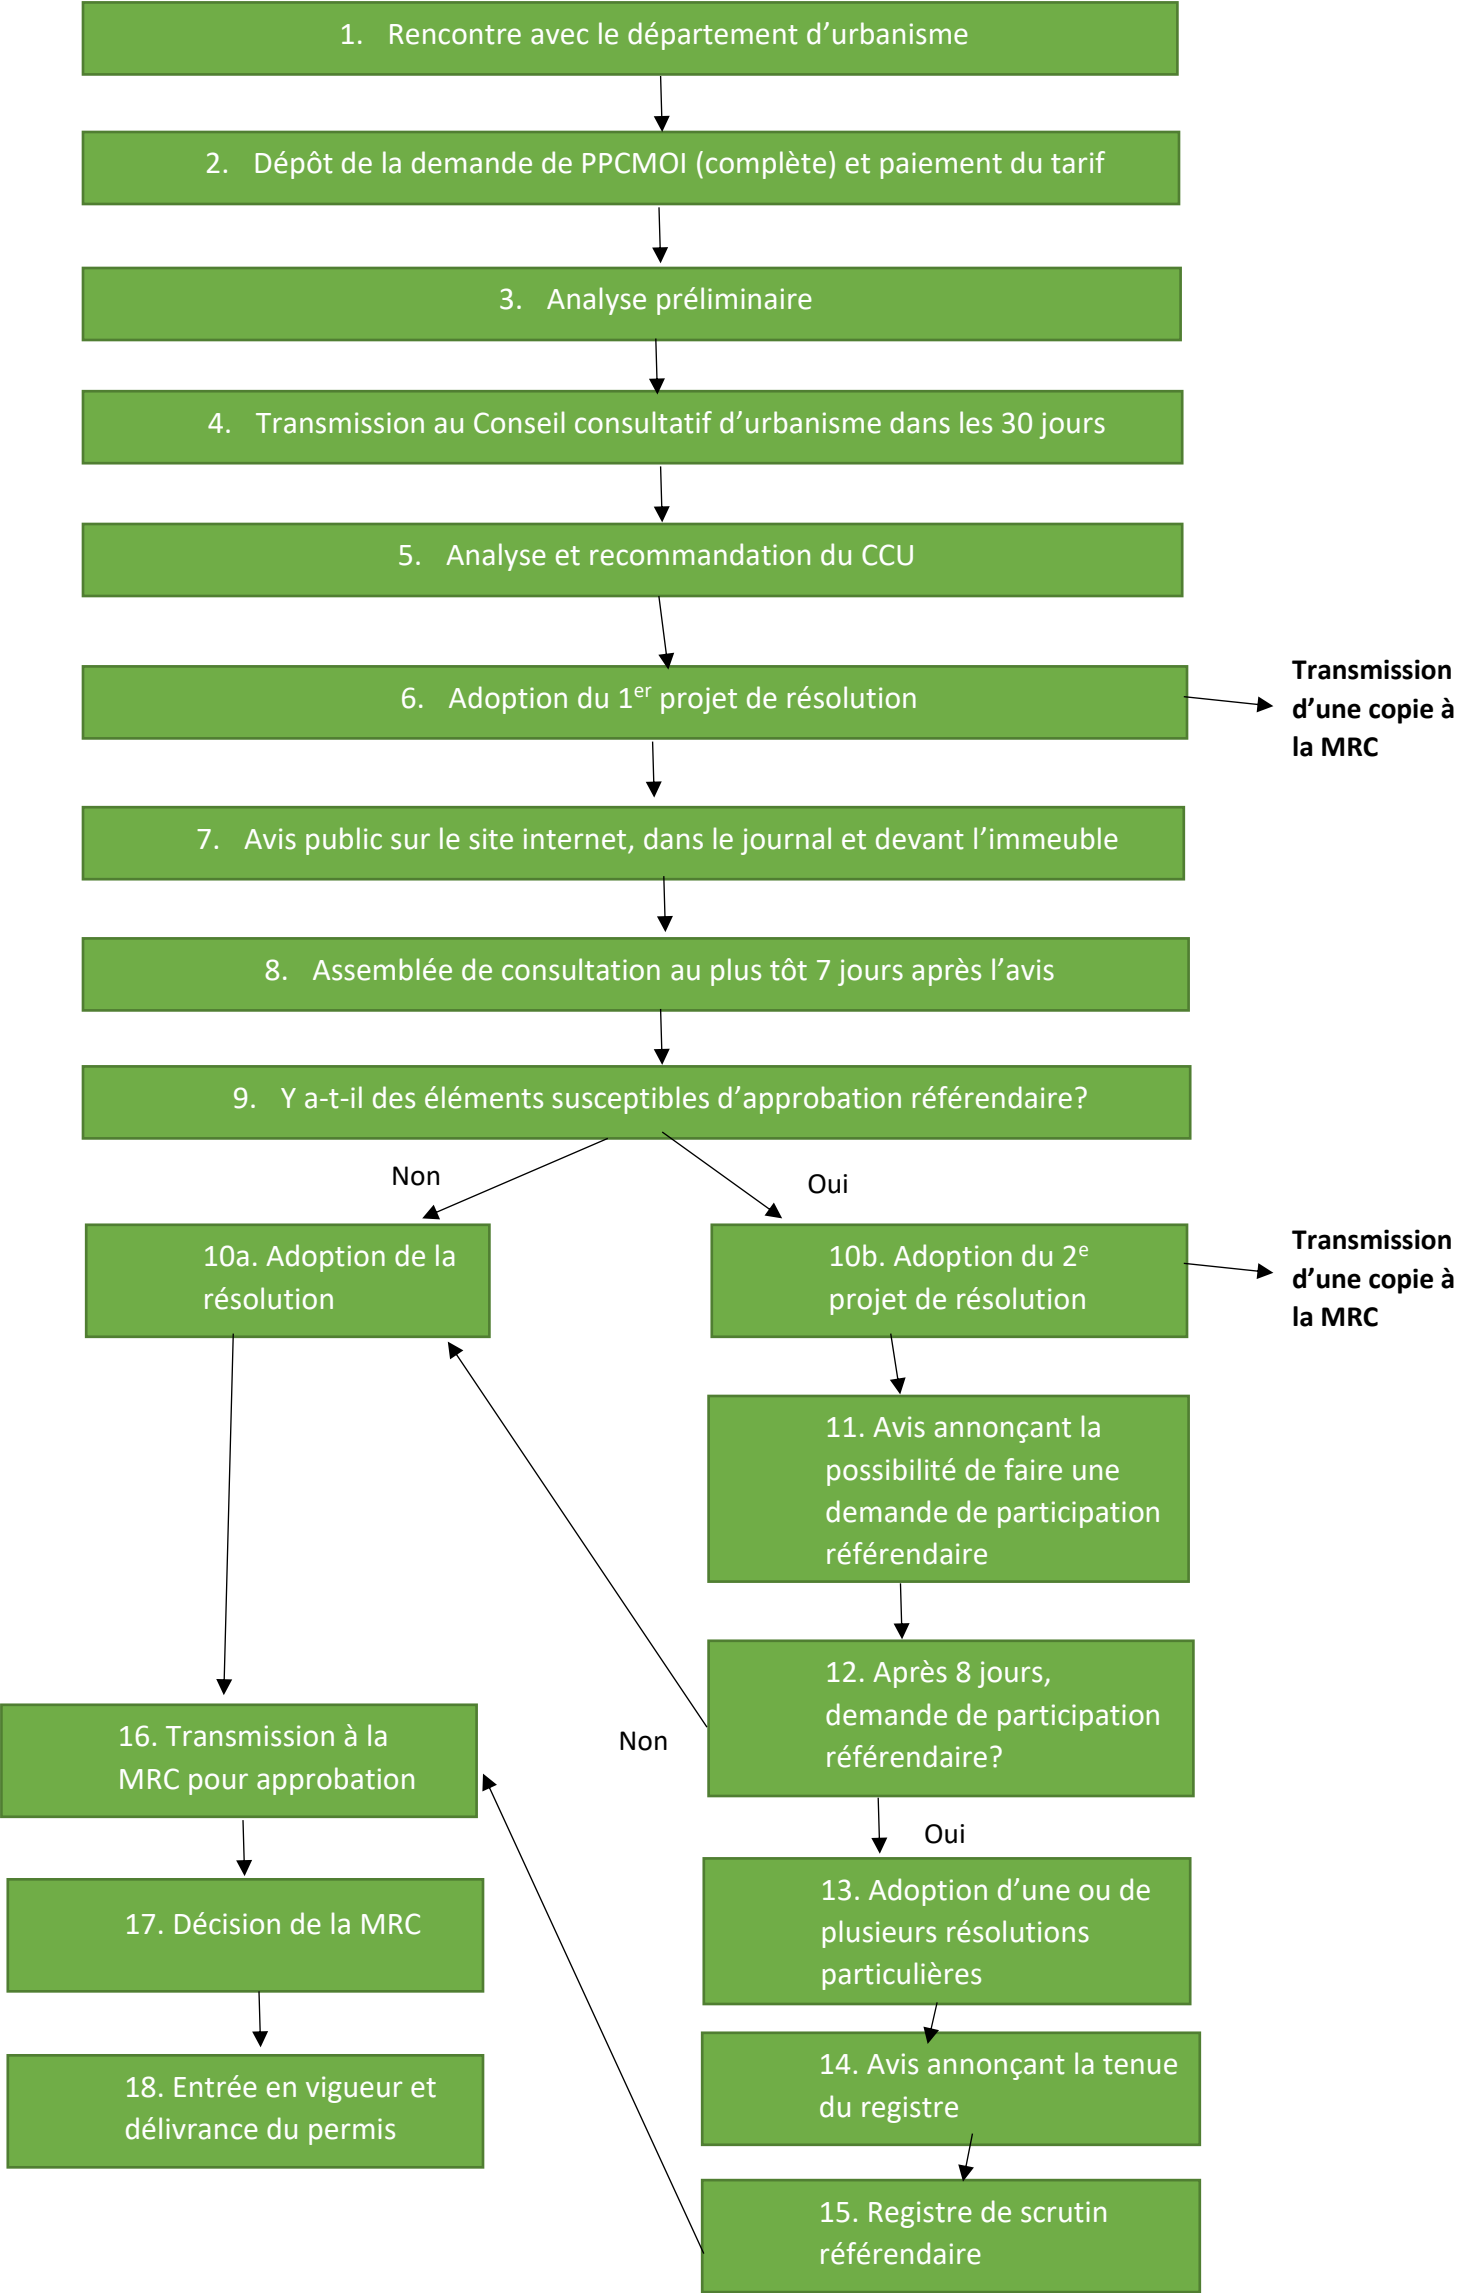 1. Rencontre avec le département d’urbanisme
2. Dépôt de la demande de PPCMOI (complète) et paiement du tarif
3. Analyse préliminaire
4. Transmission au Conseil consultatif d’urbanisme dans les 30 jours
5. Analyse et recommandation du CCU
6. Adoption du 1er projet de résolution
Transmission
d’une copie à
la MRC
7. Avis public sur le site internet, dans le journal et devant l’immeuble
8. Assemblée de consultation au plus tôt 7 jours après l’avis
9. Y a-t-il des éléments susceptibles d’approbation référendaire?
Non
Oui
10a. Adoption de la
résolution
10b. Adoption du 2e
projet de résolution
Transmission
d’une copie à
la MRC
11. Avis annonçant la
possibilité de faire une
demande de participation
référendaire
12. Après 8 jours,
demande de participation
référendaire?
Non
Oui
13. Adoption d’une ou de
plusieurs résolutions
particulières
14. Avis annonçant la tenue
du registre
15. Registre de scrutin
référendaire
16. Transmission à la
MRC pour approbation
17. Décision de la MRC
18. Entrée en vigueur et
délivrance du permis